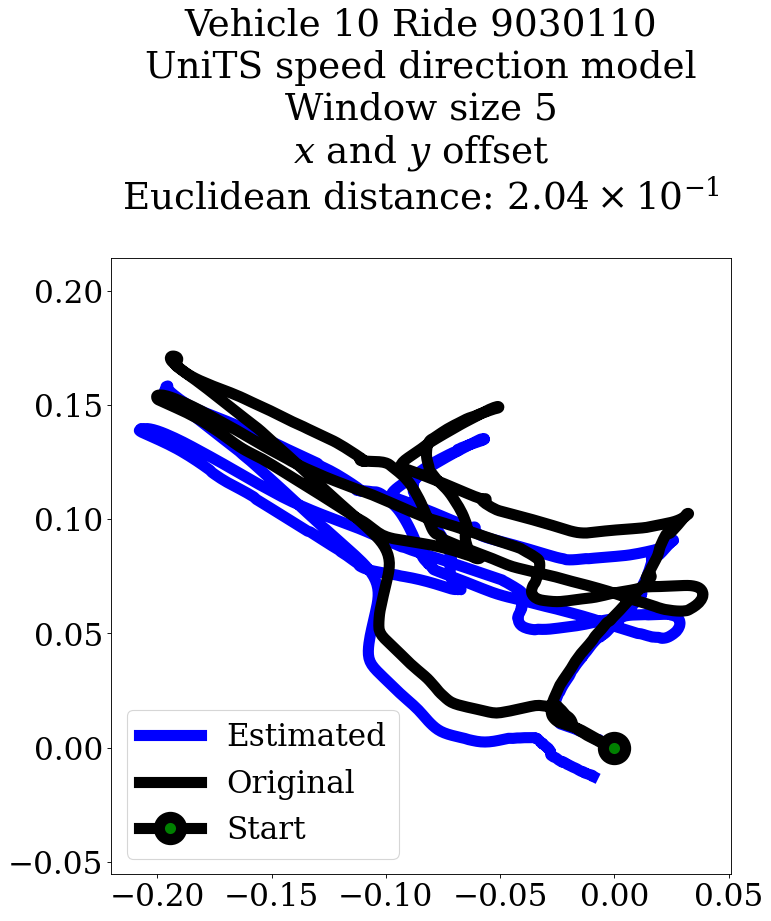 Vehicle 10 Ride 9030110
UniTS speed direction model
Window size 5
x and y offset
Euclidean distance: 2.04 × 10⁻¹
0.20
0.15
0.10
0.05
0.00
−0.05
Estimated
Original
Start
−0.20 −0.15 −0.10 −0.05 0.00 0.05